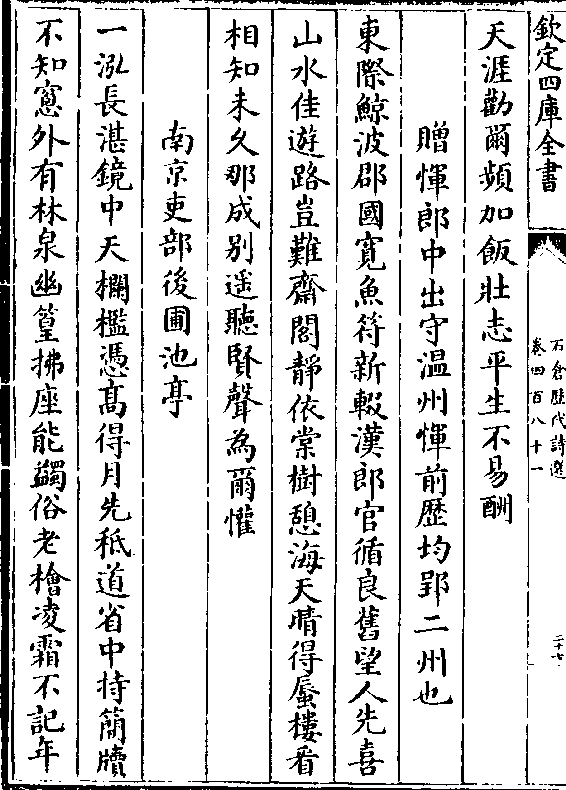 欽定四庫全書
石倉歷代詩選
卷四百八十一
二十七
天涯勸爾頻加飯壯志平生不易酬
贈惲郎中出守温州惲前歴均郢二州也
東際鯨波郡國寛魚符新輟漢郎官循良舊望人先喜
山水佳遊路豈難齋閣靜依棠樹憩海天晴得蜃樓看
相知未久那成别遥聽賢聲為爾懽
南京吏部後圃池亭
一泓長湛鏡中天欄檻憑髙得月先秖道省中持簡牘
不知窻外有林泉幽篁拂座能蠲俗老檜凌霜不記年